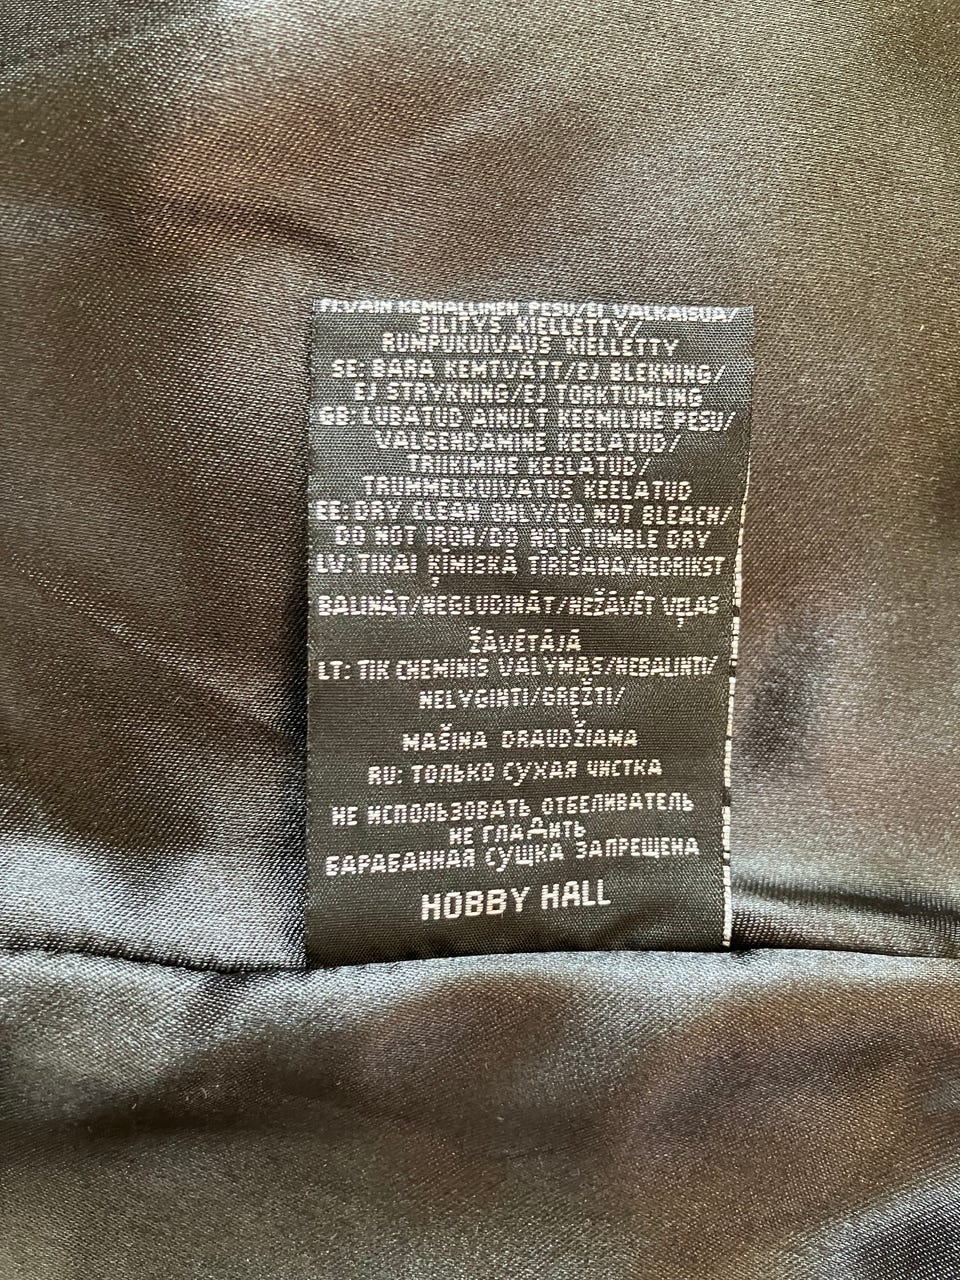 FI:VAIN KEMIALLINEN PESU/EI VALKAISUA/
SILITYS KIELLETTY/
RUMPUKUIVAUS KIELLETTY
SE: BARA KEMTVÄTT/EJ BLEKNING/
EJ STRYKNING/EJ TORKTUMLING
GB: LUBATUD AINULT KEEMILINE PESU/
VALGENDAMINE KEELATUD/
TRIIKIMINE KEELATUD/
TRUMMELKUIVATUS KEELATUD
EE: DRY CLEAN ONLY/DO NOT BLEACH/
DO NOT IRON/DO NOT TUMBLE DRY
LV: TIKAI ĶĪMISKĀ TĪRĪŠANA/NEDRĪKST
BALINĀT/NEGLUDINĀT/NEŽĀVĒT VEĻAS
ŽĀVĒTĀJĀ
LT: TIK CHEMINIS VALYMAS/NEBALINTI/
NELYGINTI/GRĘŽTI/
MAŠINA DRAUDŽIAMA
RU: ТОЛЬКО СУХАЯ ЧИСТКА
НЕ ИСПОЛЬЗОВАТЬ ОТБЕЛИВАТЕЛЬ
НЕ ГЛАДИТЬ
БАРАБАННАЯ СУШКА ЗАПРЕЩЕНА
HOBBY HALL